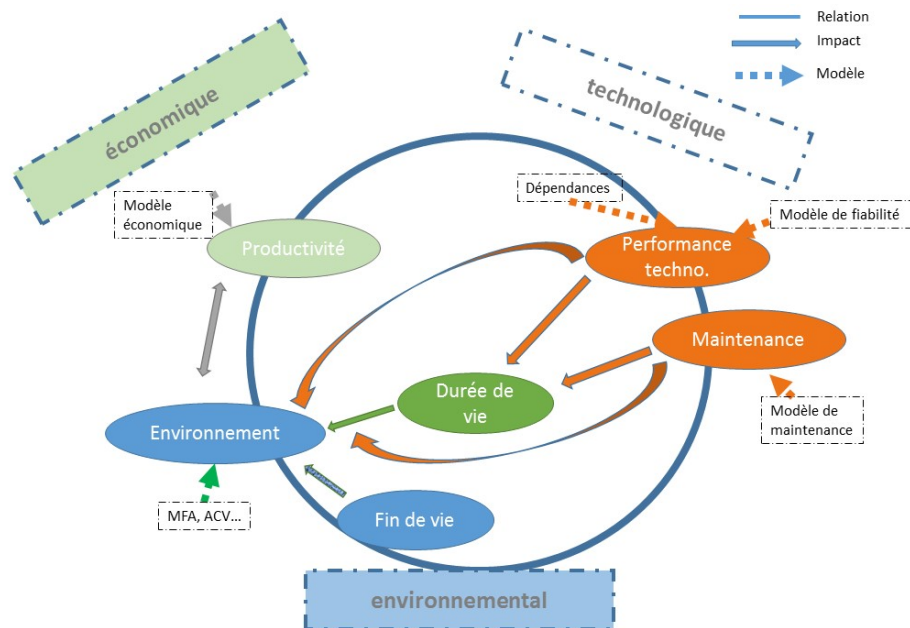 Relation
Impact
Modèle
économique
technologique
Dépendances
Modèle
économique
Modèle de fiabilité
Productivité
Performance
techno.
Maintenance
Durée de
vie
Environnement
Modèle de
maintenance
MFA, ACV...
Fin de vie
environnemental